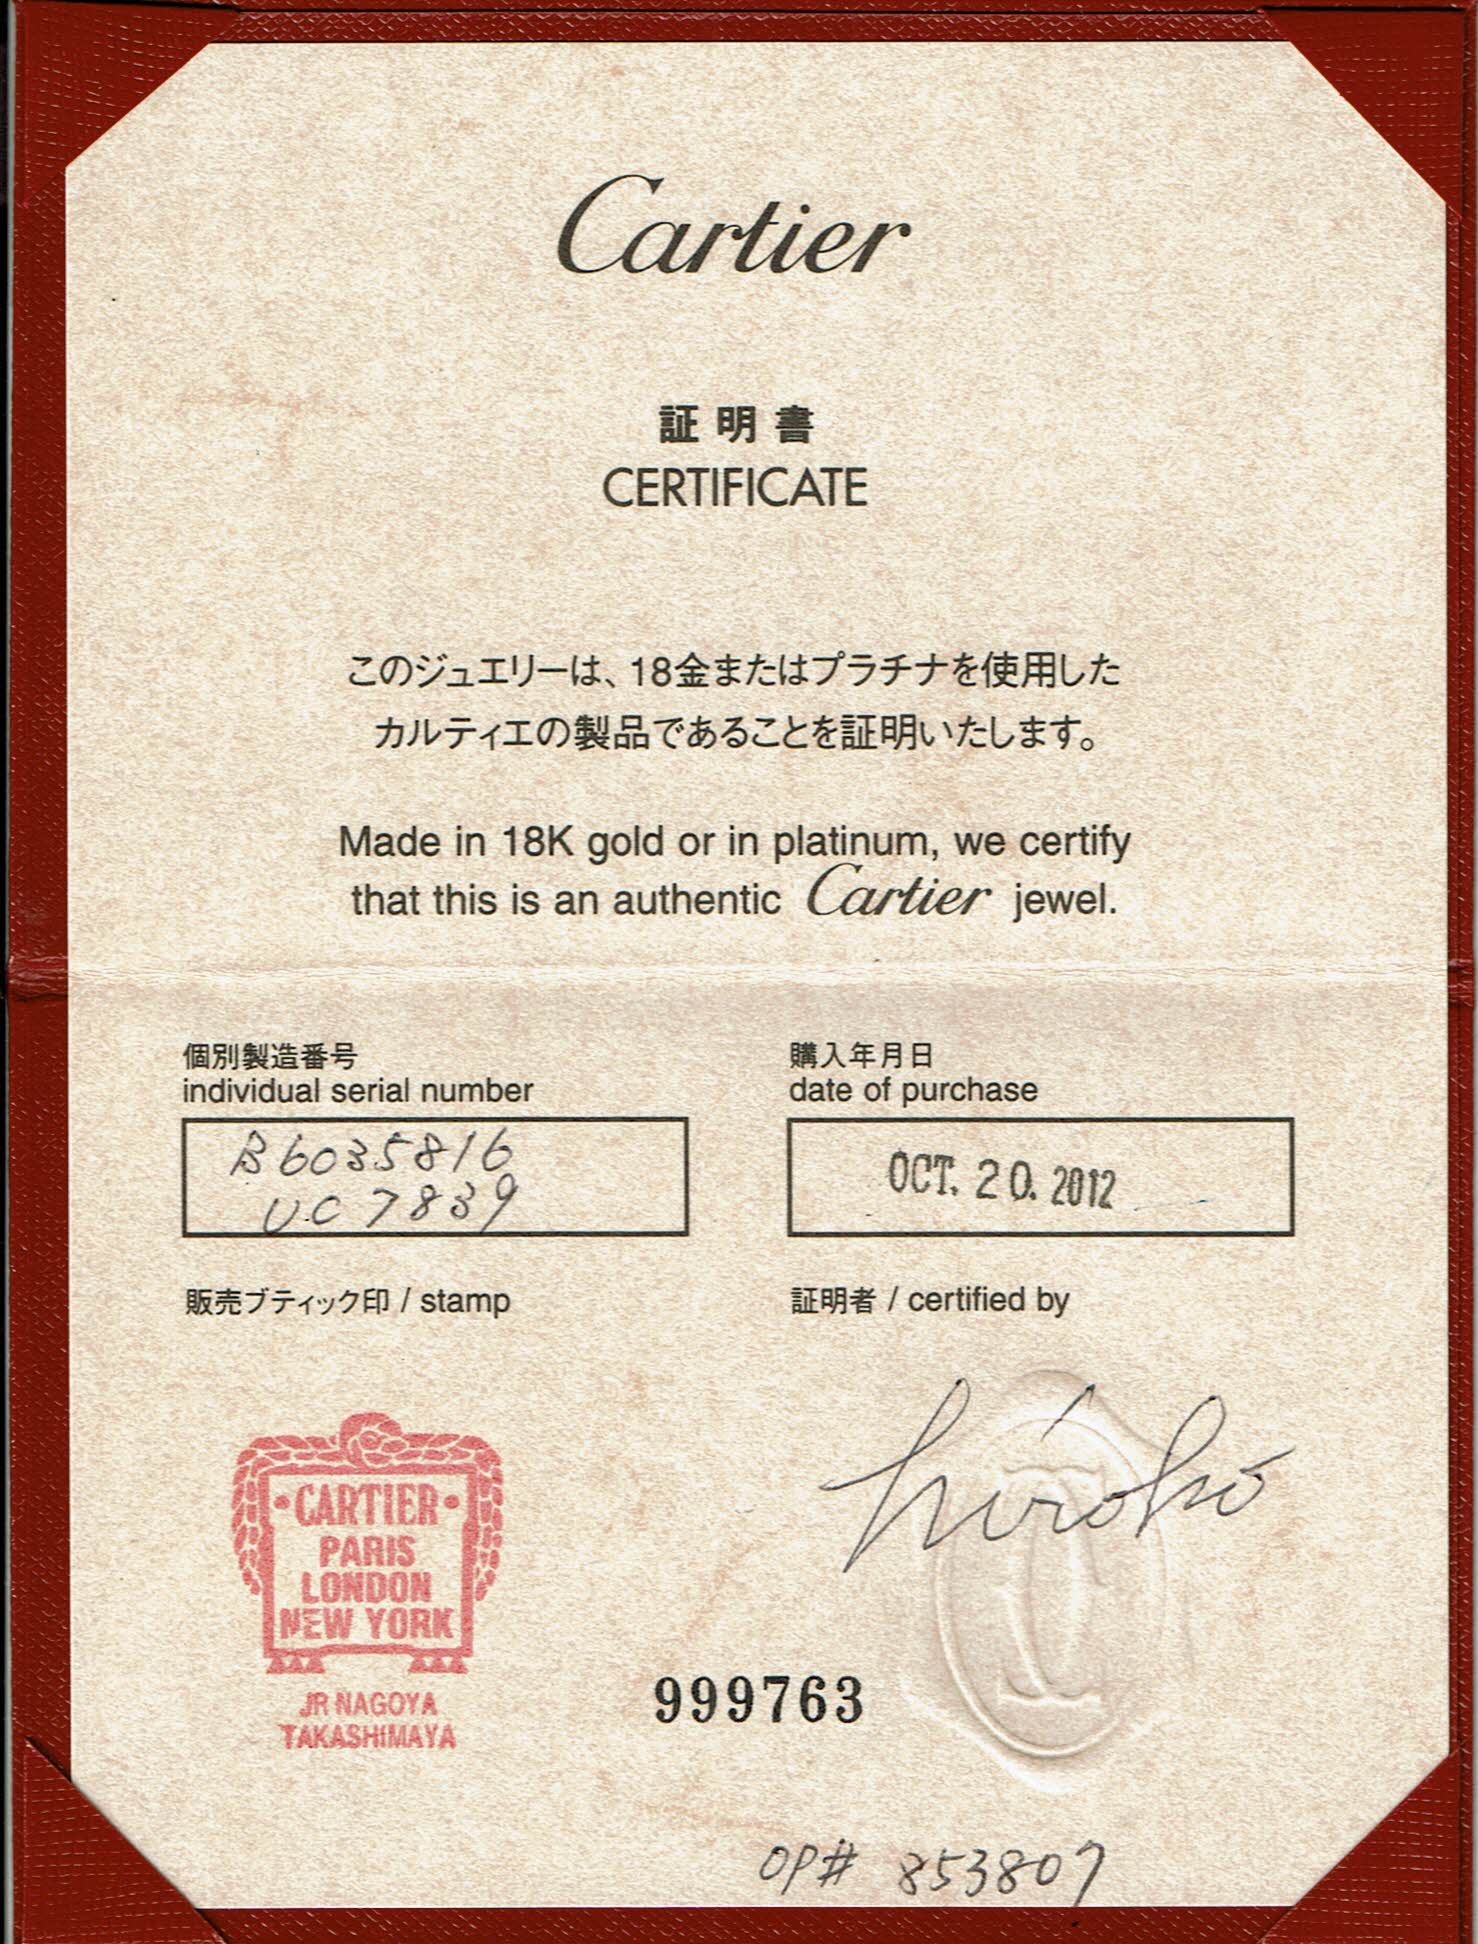 Cartier
証明書
CERTIFICATE
このジュエリーは、18金またはプラチナを使用した
カルティエの製品であることを証明いたします。
Made in 18K gold or in platinum, we certify
that this is an authentic Cartier jewel.
個別製造番号
individual serial number
B6035816
UC7839
購入年月日
date of purchase
OCT. 20. 2012
販売ブティック印 / stamp
証明者 / certified by
CARTIER
PARIS
LONDON
NEW YORK
JR NAGOYA
TAKASHIMAYA
hiroko
999763
OP# 853807